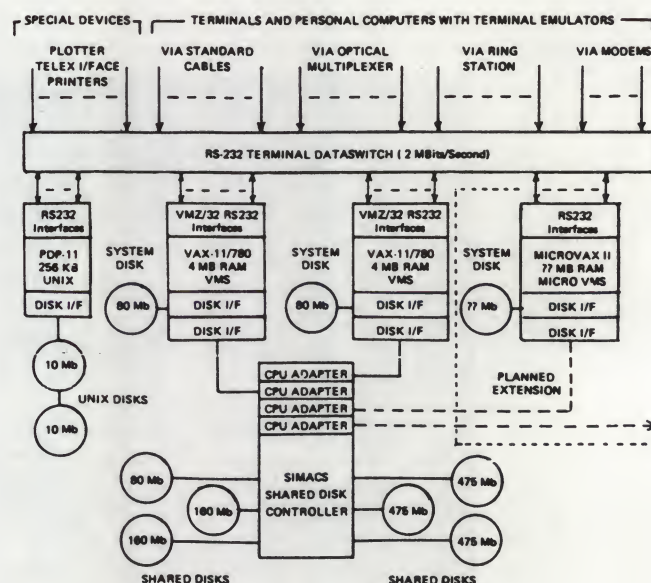 SPECIAL DEVICES
TERMINALS AND PERSONAL COMPUTERS WITH TERMINAL EMULATORS
PLOTTER
TELEX I/FACE
PRINTERS
VIA STANDARD
CABLES
VIA OPTICAL
MULTIPLEXER
VIA RING
STATION
VIA MODEMS
RS-232 TERMINAL DATASWITCH ( 2 MBits/Second)
RS232
Interfaces
PDP-11
256 KB
UNIX
DISK I/F
10 Mb
10 Mb
UNIX DISKS
SYSTEM
DISK
80 Mb
VMZ/32 RS232
Interfaces
VAX-11/780
4 MB RAM
VMS
DISK I/F
DISK I/F
SYSTEM
DISK
80 Mb
VMZ/32 RS232
Interfaces
VAX-11/780
4 MB RAM
VMS
DISK I/F
DISK I/F
SYSTEM
DISK
?? Mb
RS232
Interfaces
MICROVAX II
?? MB RAM
MICRO VMS
DISK I/F
DISK I/F
PLANNED
EXTENSION
CPU ADAPTER
CPU ADAPTER
CPU ADAPTER
CPU ADAPTER
SIMACS
SHARED DISK
CONTROLLER
80 Mb
160 Mb
160 Mb
475 Mb
475 Mb
475 Mb
SHARED DISKS
SHARED DISKS